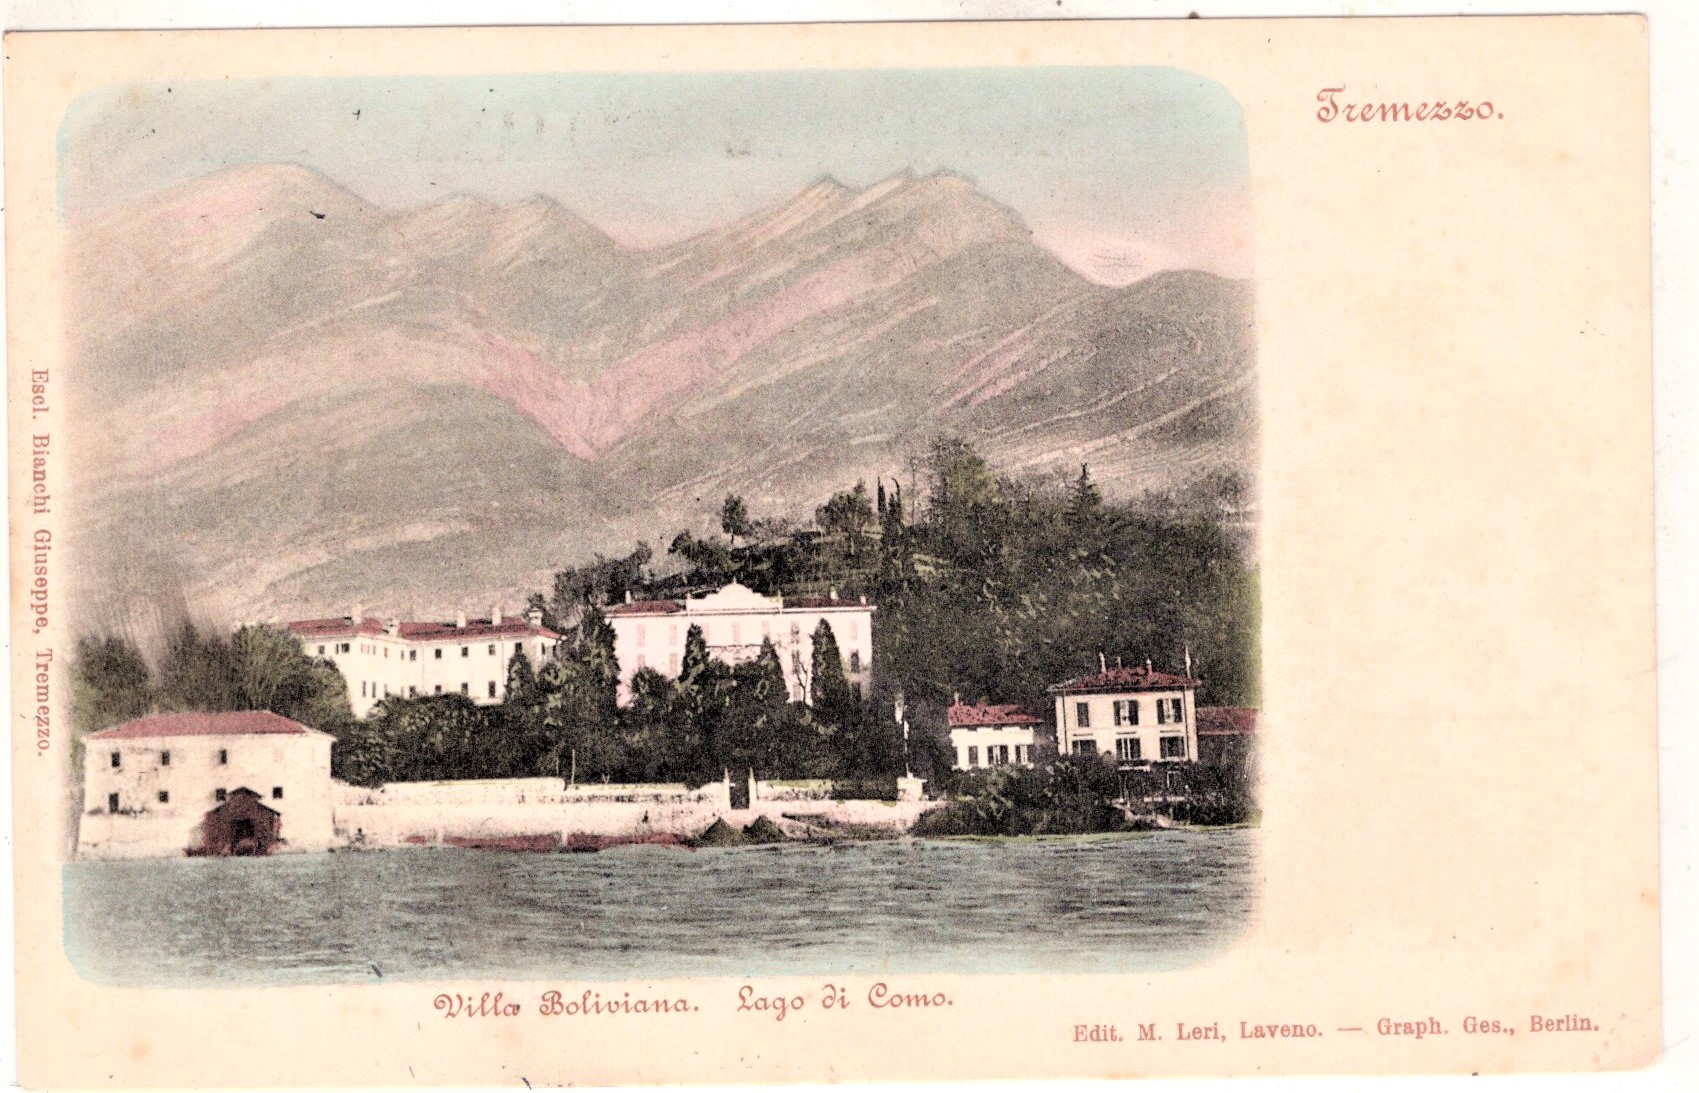 Tremezzo.
Escl. Bianchi Giuseppe, Tremezzo.
Villa Boliviana. Lago di Como.
Edit. M. Leri, Laveno. — Graph. Ges., Berlin.